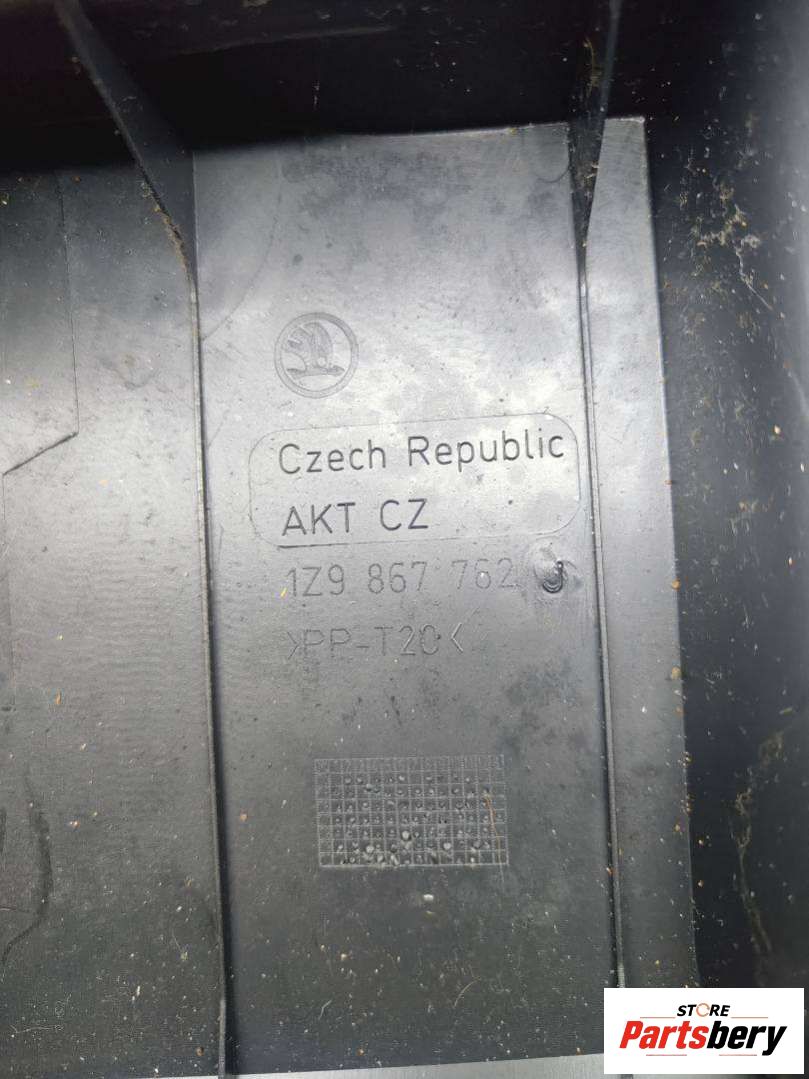 Czech Republic
AKT CZ
1Z9 867 762
>PP-T20<
STORE
Partsbery